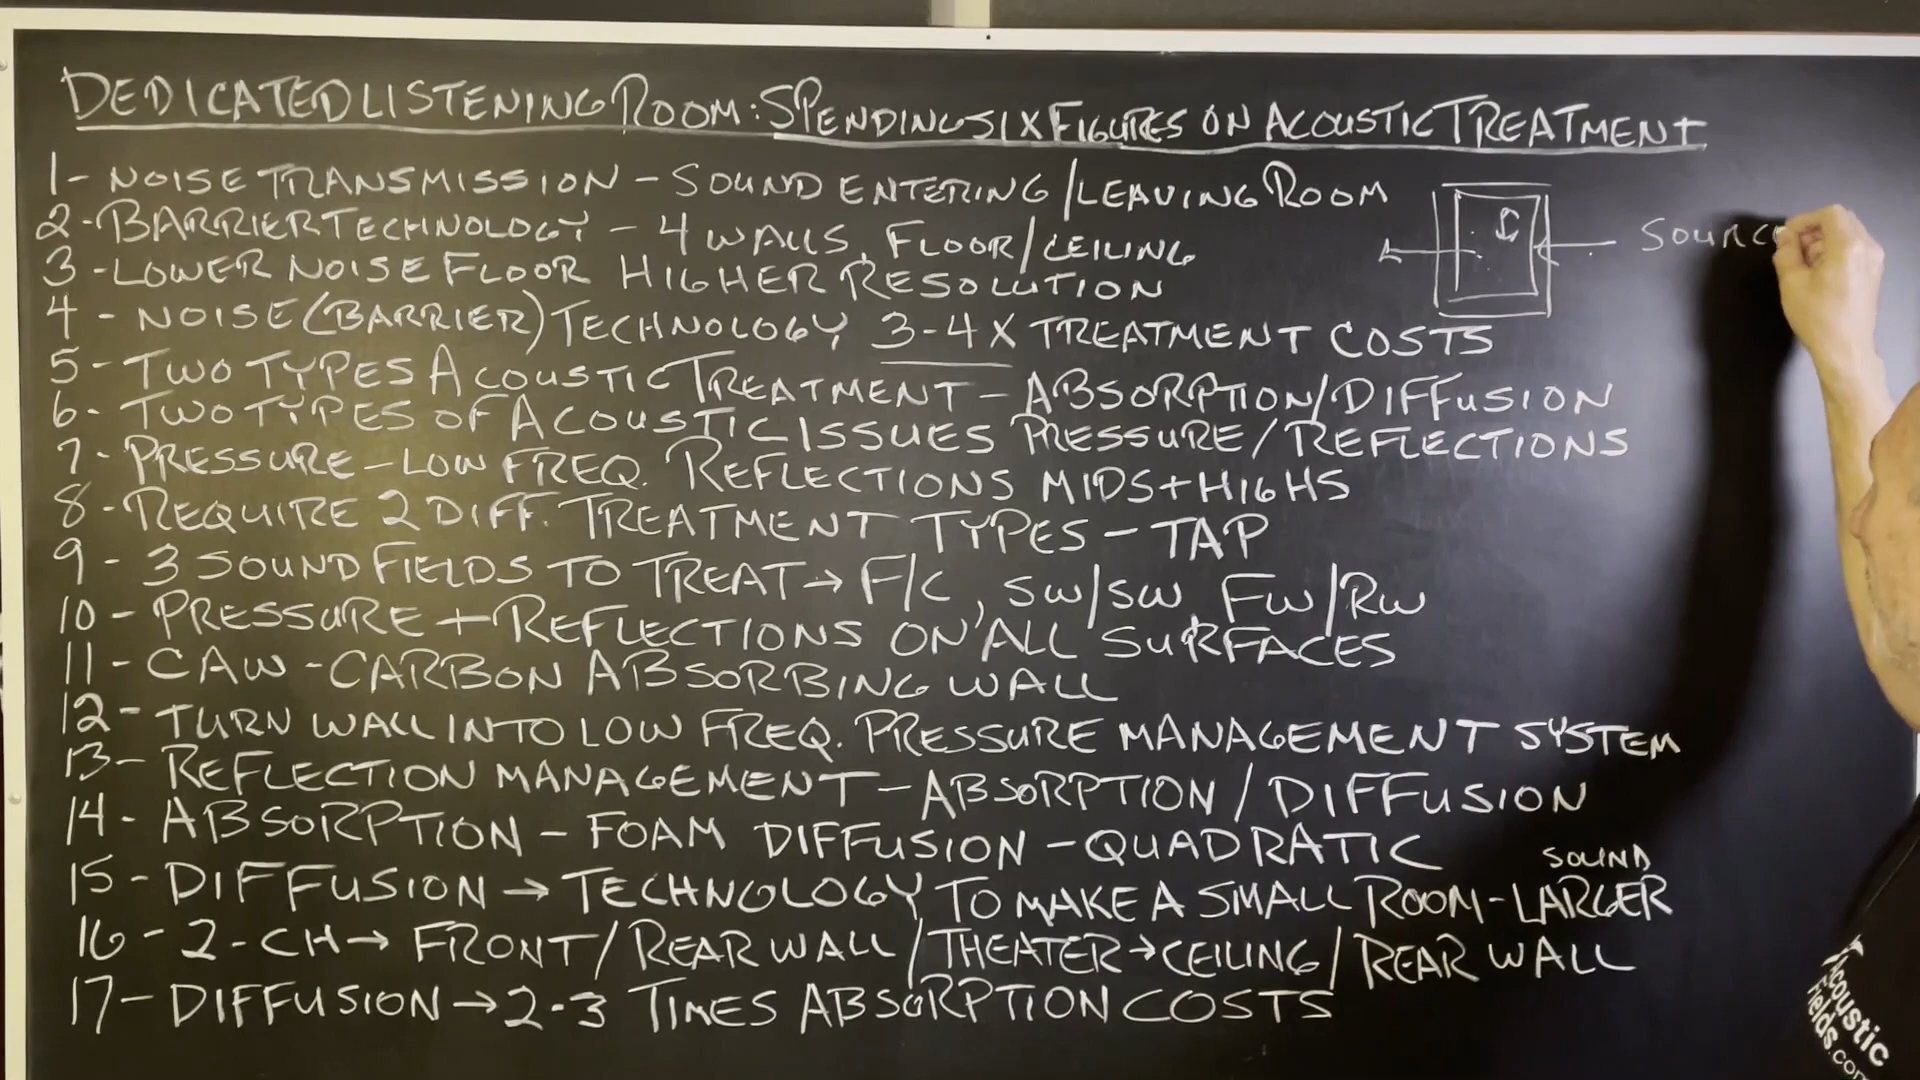 DEDICATED LISTENING ROOM: SPENDING SIX FIGURES ON ACOUSTIC TREATMENT
1- NOISE TRANSMISSION - SOUND ENTERING/LEAVING ROOM
2- BARRIER TECHNOLOGY - 4 WALLS, FLOOR/CEILING
SOURC
3- LOWER NOISE FLOOR HIGHER RESOLUTION
4- NOISE (BARRIER) TECHNOLOGY 3-4X TREATMENT COSTS
5- TWO TYPES ACOUSTIC TREATMENT - ABSORPTION/DIFFUSION
6- TWO TYPES OF ACOUSTIC ISSUES PRESSURE/REFLECTIONS
7- PRESSURE - LOW FREQ. REFLECTIONS MIDS+HIGHS
8- REQUIRE 2 DIFF. TREATMENT TYPES - TAP
9- 3 SOUND FIELDS TO TREAT → F/C, SW/SW, FW/RW
10- PRESSURE + REFLECTIONS ON ALL SURFACES
11- CAW - CARBON ABSORBING WALL
12- TURN WALL INTO LOW FREQ. PRESSURE MANAGEMENT SYSTEM
13- REFLECTION MANAGEMENT - ABSORPTION/DIFFUSION
14- ABSORPTION - FOAM DIFFUSION - QUADRATIC
SOUND
15- DIFFUSION → TECHNOLOGY TO MAKE A SMALL ROOM - LARGER
16- 2-CH → FRONT/REAR WALL/THEATER → CEILING/REAR WALL
17- DIFFUSION → 2-3 TIMES ABSORPTION COSTS
Acoustic
Fields.com